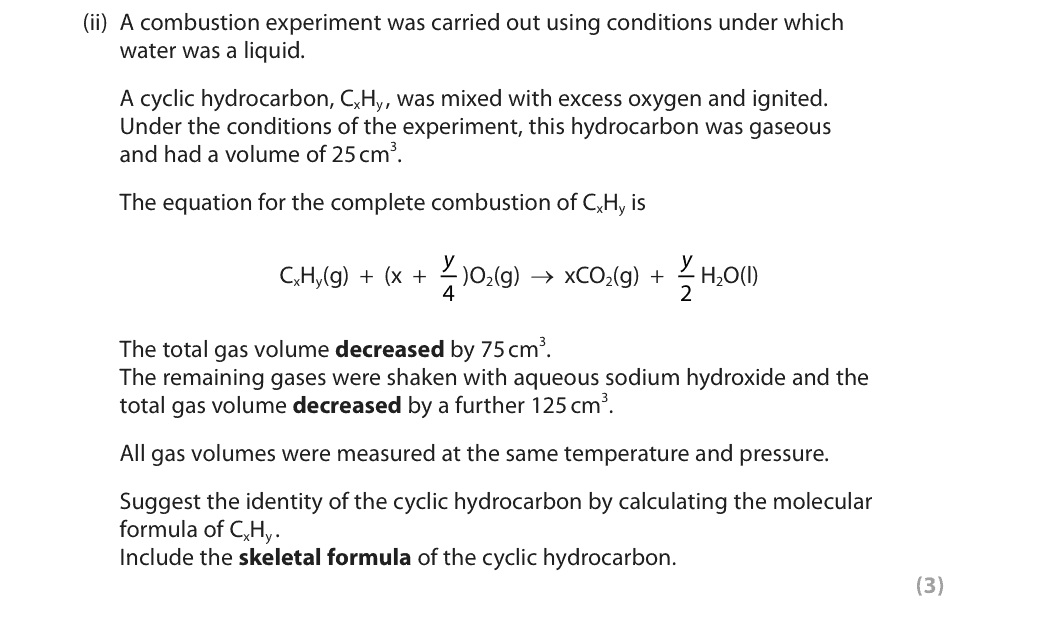 (ii) A combustion experiment was carried out using conditions under which
water was a liquid.
A cyclic hydrocarbon, CₓHᵧ, was mixed with excess oxygen and ignited.
Under the conditions of the experiment, this hydrocarbon was gaseous
and had a volume of 25 cm³.
The equation for the complete combustion of CₓHᵧ is
CₓHᵧ(g) + (x + y/4)O₂(g) → xCO₂(g) + y/2 H₂O(l)
The total gas volume decreased by 75 cm³.
The remaining gases were shaken with aqueous sodium hydroxide and the
total gas volume decreased by a further 125 cm³.
All gas volumes were measured at the same temperature and pressure.
Suggest the identity of the cyclic hydrocarbon by calculating the molecular
formula of CₓHᵧ.
Include the skeletal formula of the cyclic hydrocarbon.
(3)